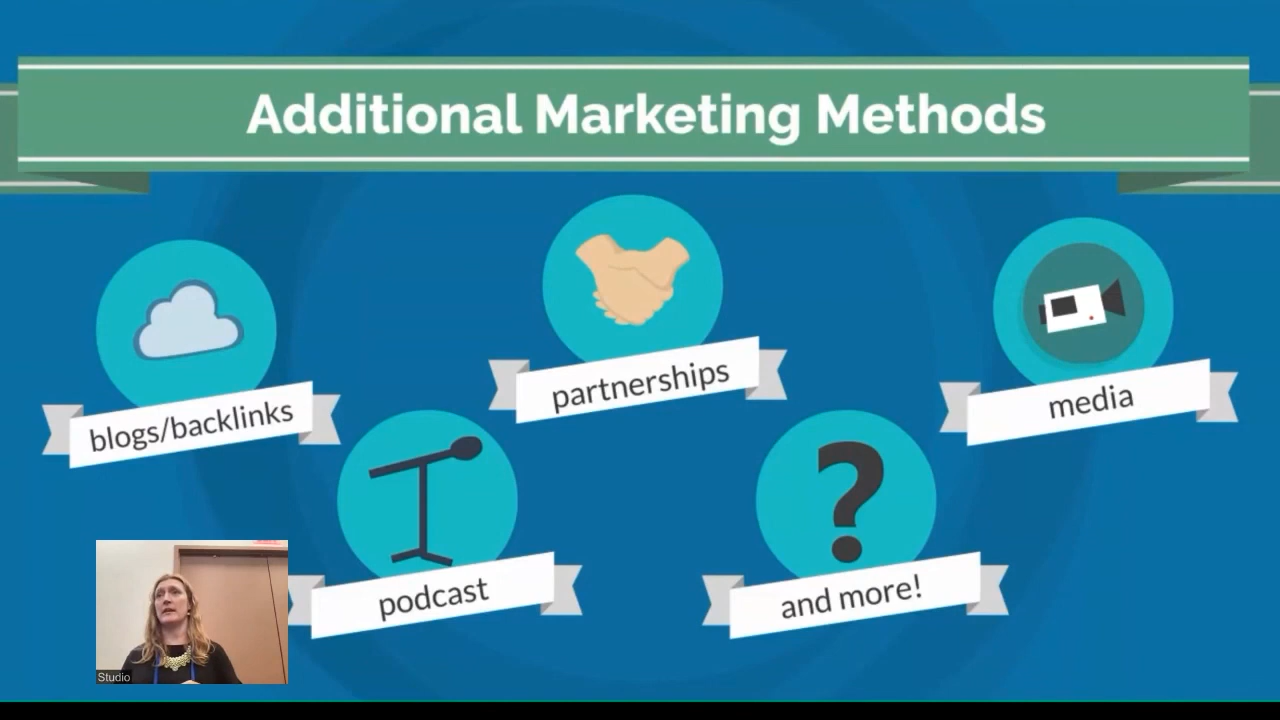 Additional Marketing Methods
blogs/backlinks
partnerships
media
podcast
and more!
Studio